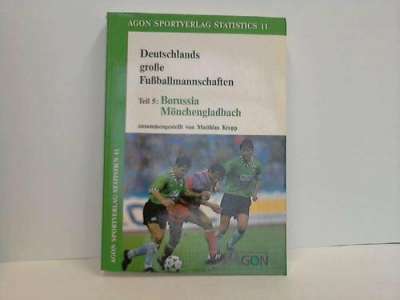 AGON SPORTVERLAG STATISTICS 11
Deutschlands
große
Fußballmannschaften
Teil 5: Borussia
Mönchengladbach
zusammengestellt von Matthias Kropp
AGON SPORTVERLAG STATISTICS 11
AGON